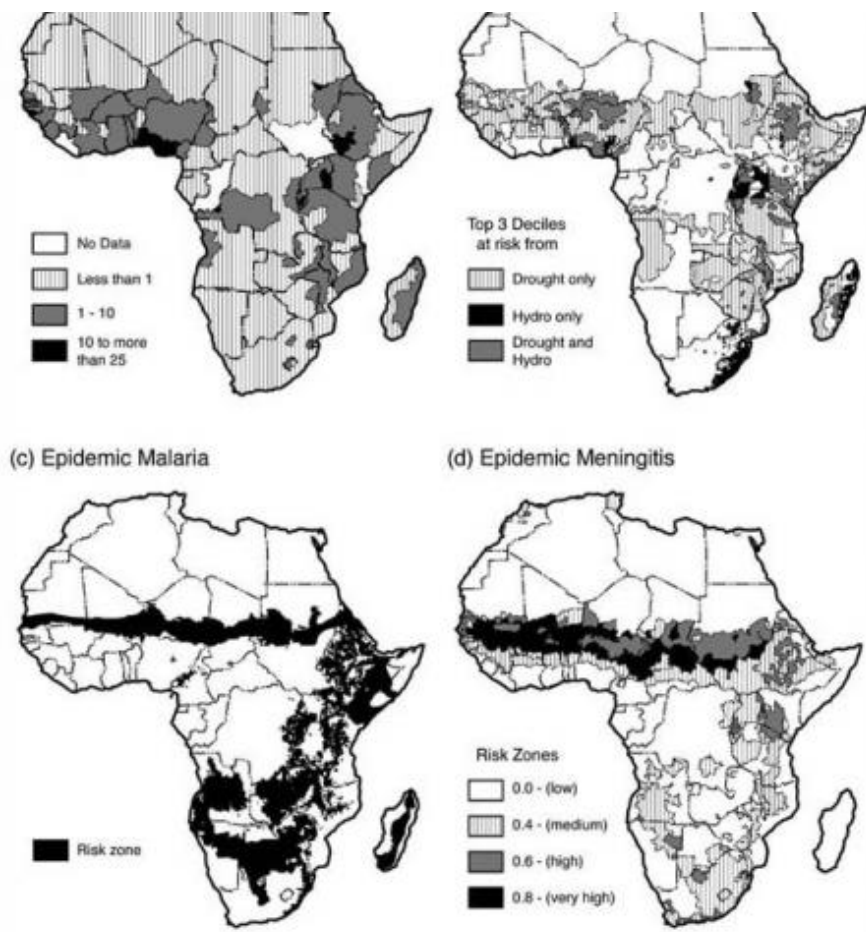 No Data
Less than 1
1 - 10
10 to more
than 25
Top 3 Deciles
at risk from
Drought only
Hydro only
Drought and
Hydro
(c) Epidemic Malaria
(d) Epidemic Meningitis
Risk zone
Risk Zones
0.0 - (low)
0.4 - (medium)
0.6 - (high)
0.8 - (very high)